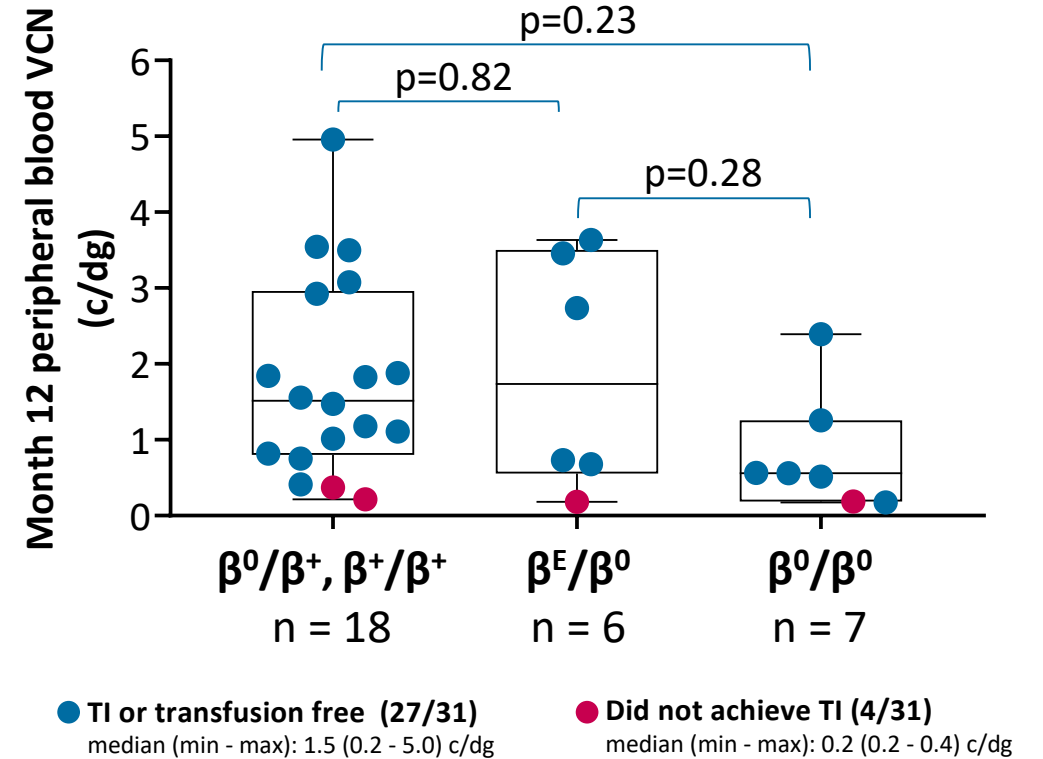 Month 12 peripheral blood VCN
(c/dg)
p=0.23
p=0.82
p=0.28
6
5
4
3
2
1
0
β⁰/β⁺, β⁺/β⁺
βᴱ/β⁰
β⁰/β⁰
n = 18
n = 6
n = 7
TI or transfusion free (27/31)
median (min - max): 1.5 (0.2 - 5.0) c/dg
Did not achieve TI (4/31)
median (min - max): 0.2 (0.2 - 0.4) c/dg